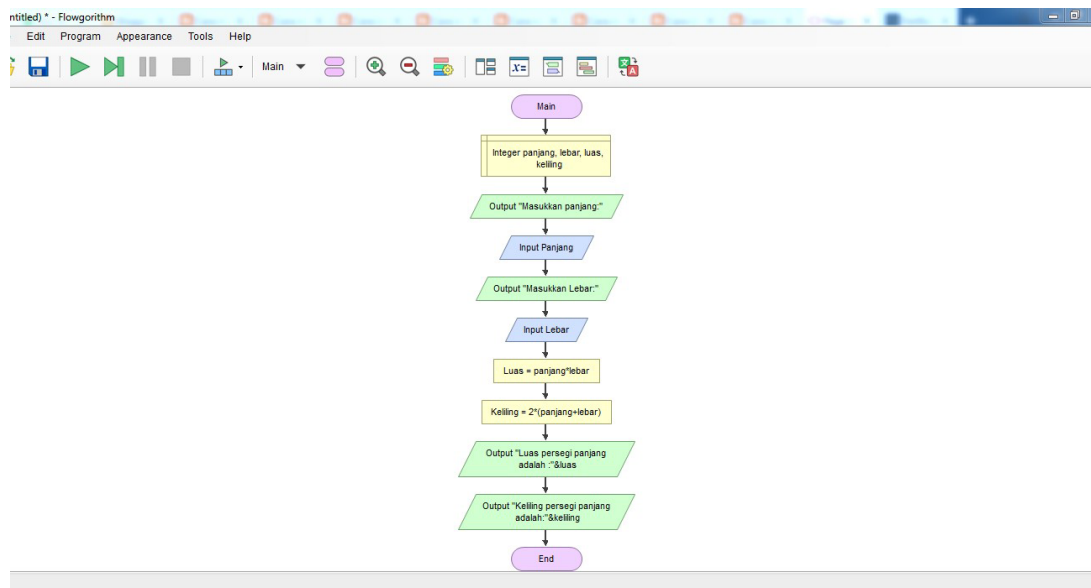 ntitled) * - Flowgorithm
Edit Program Appearance Tools Help
Main
x=
Main
Integer panjang, lebar, luas,
keliling
Output "Masukkan panjang:"
Input Panjang
Output "Masukkan Lebar:"
Input Lebar
Luas = panjang*lebar
Keliling = 2*(panjang+lebar)
Output "Luas persegi panjang
adalah :"&luas
Output "Keliling persegi panjang
adalah:"&keliling
End